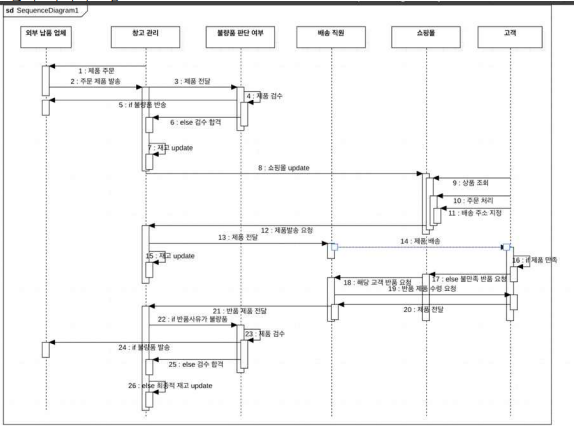 sd SequenceDiagram1
외부 납품 업체
창고 관리
불량품 판단 여부
배송 직원
쇼핑몰
고객
1 : 제품 주문
2 : 주문 제품 발송
3 : 제품 전달
4 : 제품 검수
5 : if 불량품 반송
6 : else 검수 합격
7 : 재고 update
8 : 쇼핑몰 update
9 : 상품 조회
10 : 주문 처리
11 : 배송 주소 지정
12 : 제품발송 요청
13 : 제품 전달
14 : 제품 배송
15 : 재고 update
16 : if 제품 만족
17 : else 불만족 반품 요청
18 : 해당 고객 반품 요청
19 : 반품 제품 수령 요청
20 : 제품 전달
21 : 반품 제품 전달
22 : if 반품사유가 불량품
23 : 제품 검수
24 : if 불량품 발송
25 : else 검수 합격
26 : else 최종적 재고 update